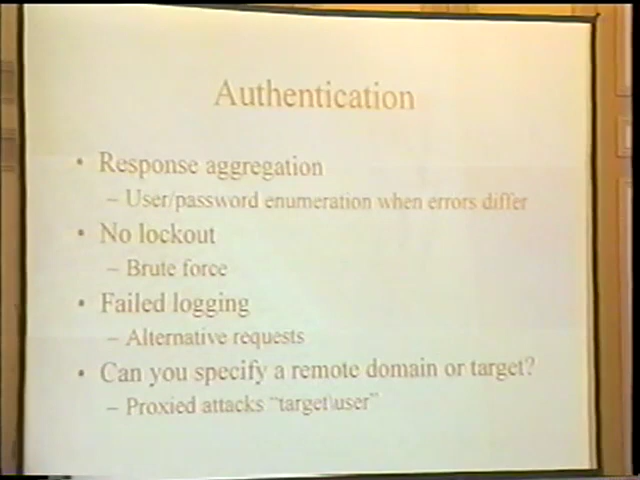 Authentication
• Response aggregation
– User/password enumeration when errors differ
• No lockout
– Brute force
• Failed logging
– Alternative requests
• Can you specify a remote domain or target?
– Proxied attacks "target\user"